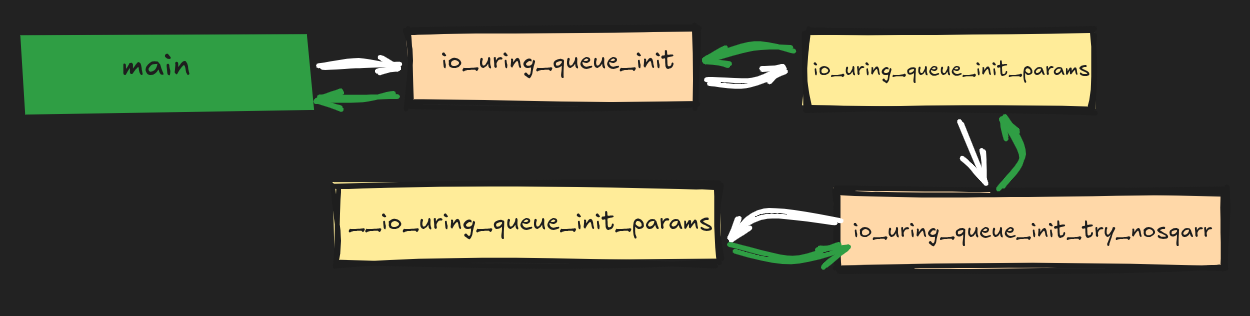 main
io_uring_queue_init
io_uring_queue_init_params
__io_uring_queue_init_params
io_uring_queue_init_try_nosqarr